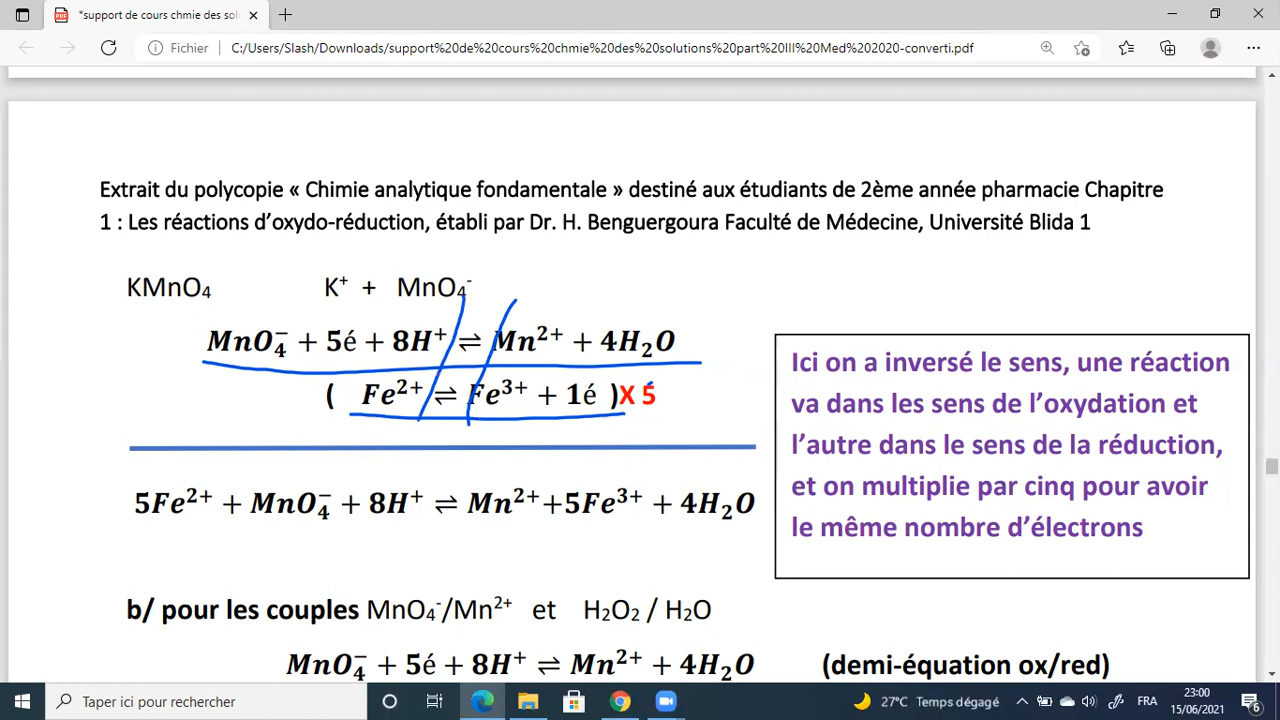 *support de cours chmie des solu
Fichier
C:/Users/Slash/Downloads/support%20de%20cours%20chmie%20des%20solutions%20part%20III%20Med%202020-converti.pdf
Extrait du polycopie « Chimie analytique fondamentale » destiné aux étudiants de 2ème année pharmacie Chapitre
1 : Les réactions d’oxydo-réduction, établi par Dr. H. Benguergoura Faculté de Médecine, Université Blida 1
KMnO₄ K⁺ + MnO₄⁻
MnO₄⁻ + 5é + 8H⁺ ⇌ Mn²⁺ + 4H₂O
( Fe²⁺ ⇌ Fe³⁺ + 1é )X 5
5Fe²⁺ + MnO₄⁻ + 8H⁺ ⇌ Mn²⁺+5Fe³⁺ + 4H₂O
Ici on a inversé le sens, une réaction
va dans les sens de l’oxydation et
l’autre dans le sens de la réduction,
et on multiplie par cinq pour avoir
le même nombre d’électrons
b/ pour les couples MnO₄⁻/Mn²⁺ et H₂O₂ / H₂O
MnO₄⁻ + 5é + 8H⁺ ⇌ Mn²⁺ + 4H₂O (demi-équation ox/red)
Taper ici pour rechercher
27°C Temps dégagé
FRA
23:00
15/06/2021
6